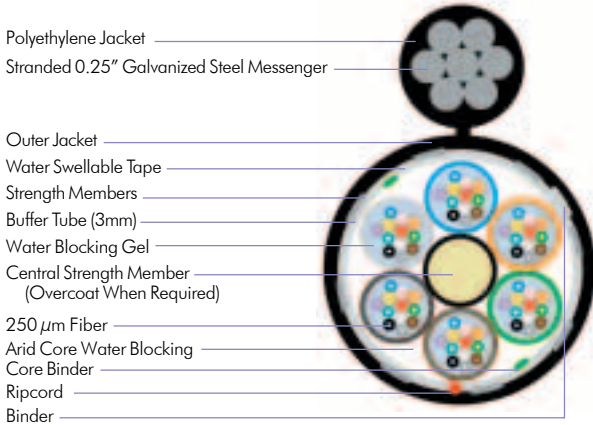 Polyethylene Jacket
Stranded 0.25″ Galvanized Steel Messenger
Outer Jacket
Water Swellable Tape
Strength Members
Buffer Tube (3mm)
Water Blocking Gel
Central Strength Member
(Overcoat When Required)
250 µm Fiber
Arid Core Water Blocking
Core Binder
Ripcord
Binder